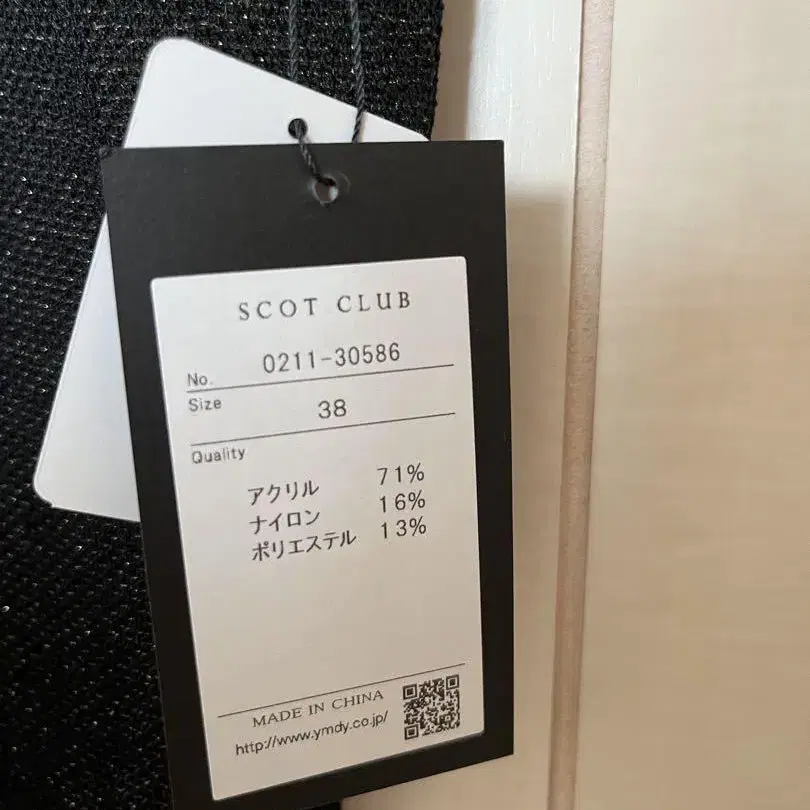 SCOT CLUB
No. 0211-30586
Size 38
Quality
アクリル 71%
ナイロン 16%
ポリエステル 13%
MADE IN CHINA
http://www.ymdy.co.jp/